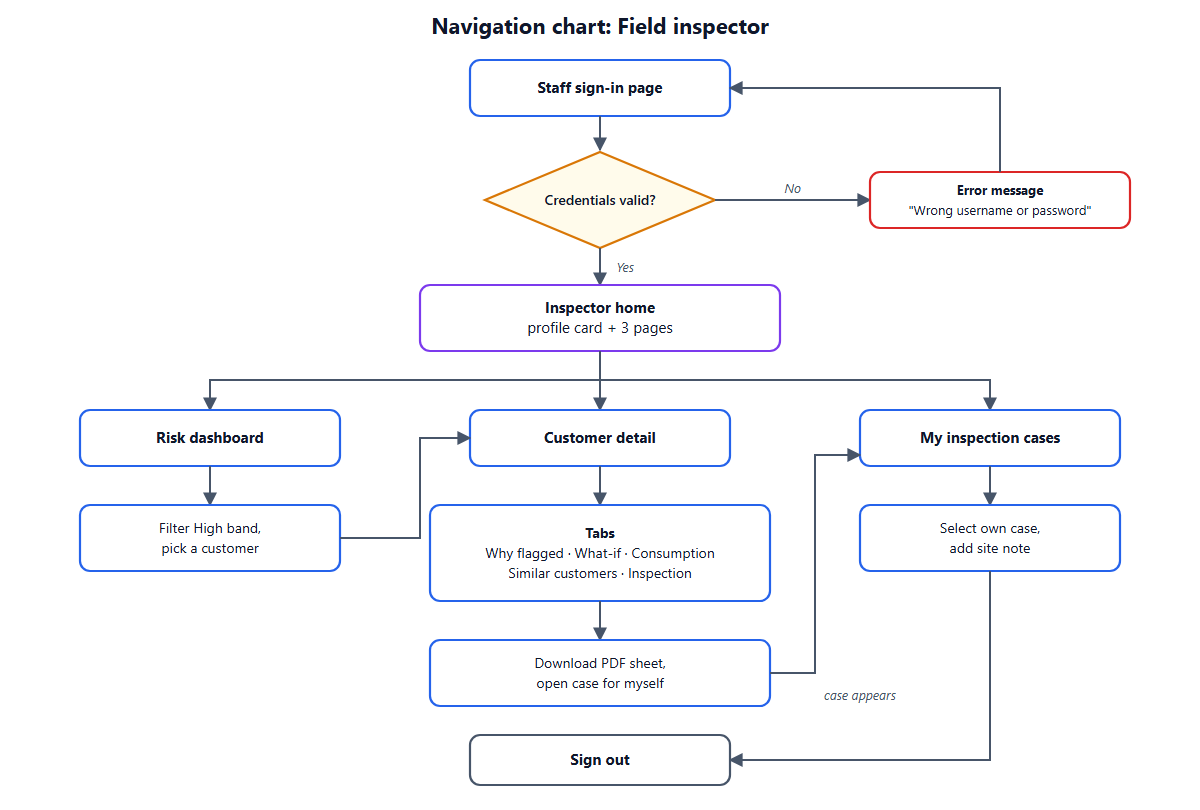 Navigation chart: Field inspector
Staff sign-in page
Credentials valid?
No
Error message
"Wrong username or password"
Yes
Inspector home
profile card + 3 pages
Risk dashboard
Customer detail
My inspection cases
Filter High band,
pick a customer
Tabs
Why flagged · What-if · Consumption
Similar customers · Inspection
Select own case,
add site note
Download PDF sheet,
open case for myself
case appears
Sign out